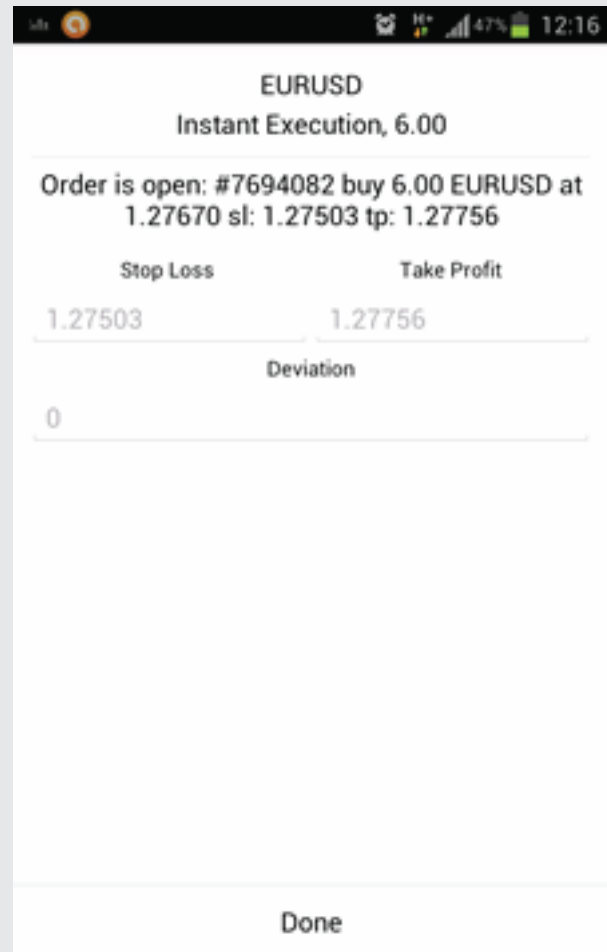 H+ 47% 12:16
EURUSD
Instant Execution, 6.00
Order is open: #7694082 buy 6.00 EURUSD at
1.27670 sl: 1.27503 tp: 1.27756
Stop Loss Take Profit
1.27503 1.27756
Deviation
0
Done